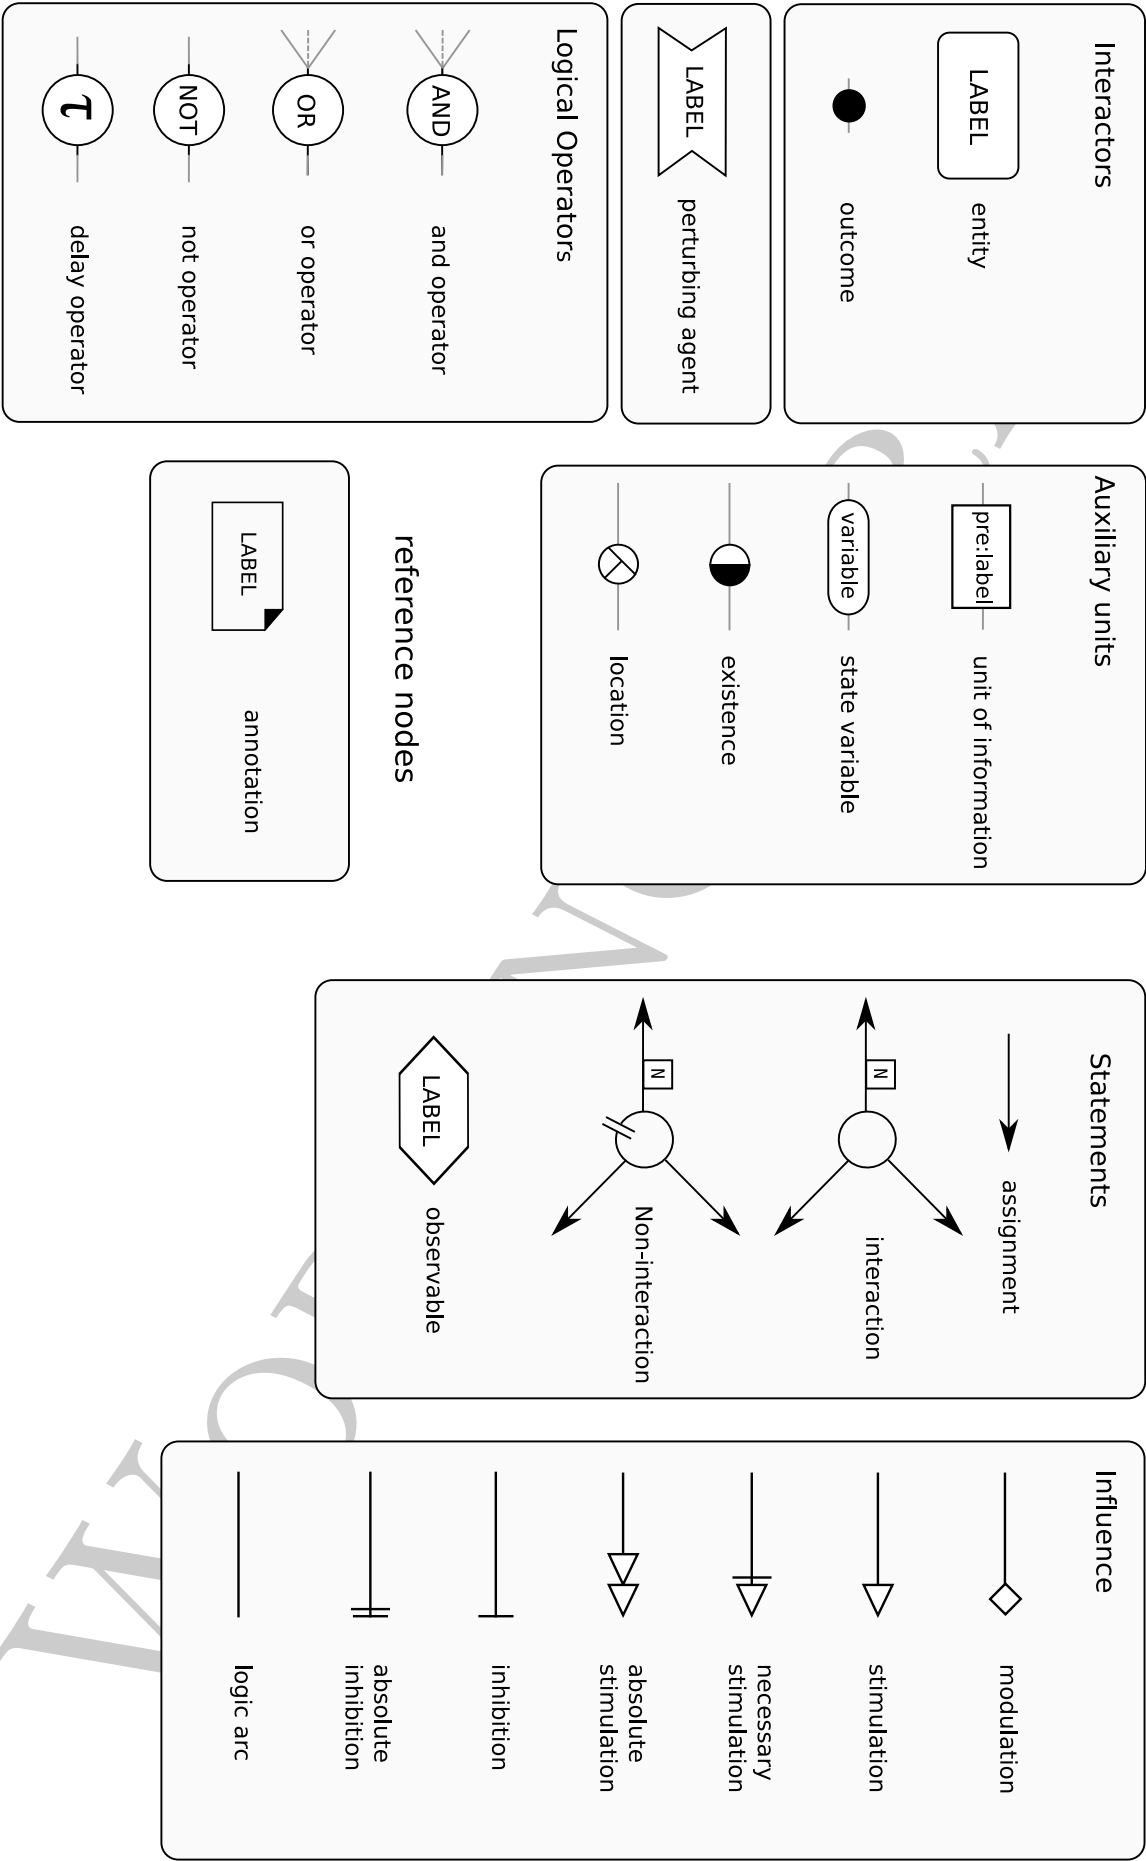 Interactors
LABEL
entity
outcome
LABEL
perturbing agent
Logical Operators
AND
and operator
OR
or operator
NOT
not operator
τ
delay operator
Auxiliary units
pre:label
unit of information
variable
state variable
existence
location
reference nodes
LABEL
annotation
Statements
assignment
N
interaction
N
Non-interaction
LABEL
observable
Influence
modulation
stimulation
necessary
stimulation
absolute
stimulation
inhibition
absolute
inhibition
logic arc